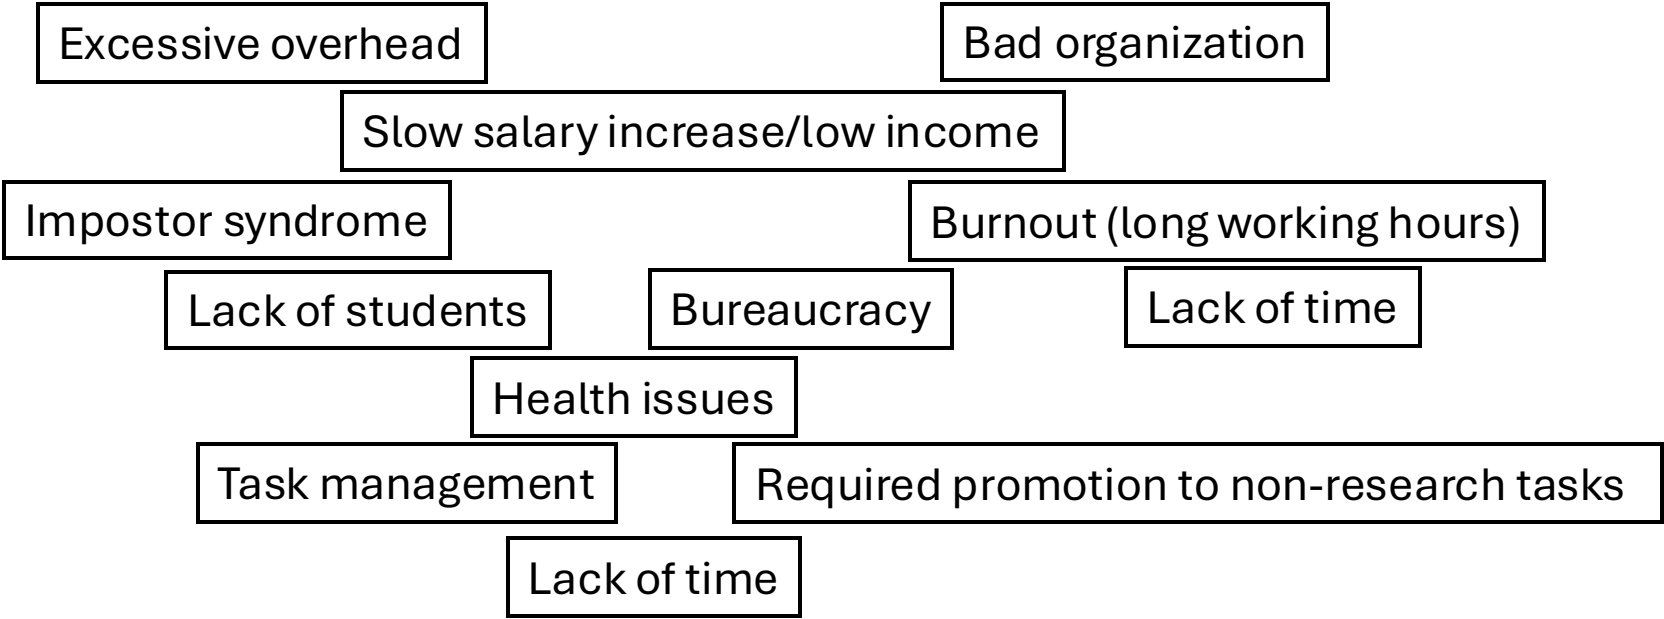 Excessive overhead
Bad organization
Slow salary increase/low income
Impostor syndrome
Burnout (long working hours)
Lack of students
Bureaucracy
Lack of time
Health issues
Task management
Required promotion to non-research tasks
Lack of time